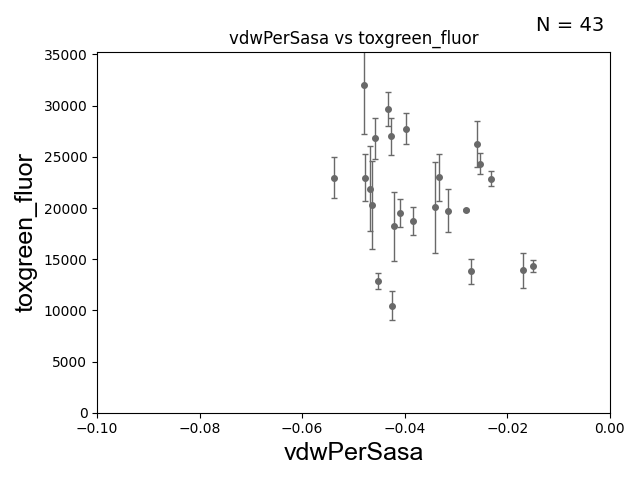 N = 43
vdwPerSasa vs toxgreen_fluor
35000
30000
25000
20000
15000
10000
5000
0
toxgreen_fluor
−0.10 −0.08 −0.06 −0.04 −0.02 0.00
vdwPerSasa